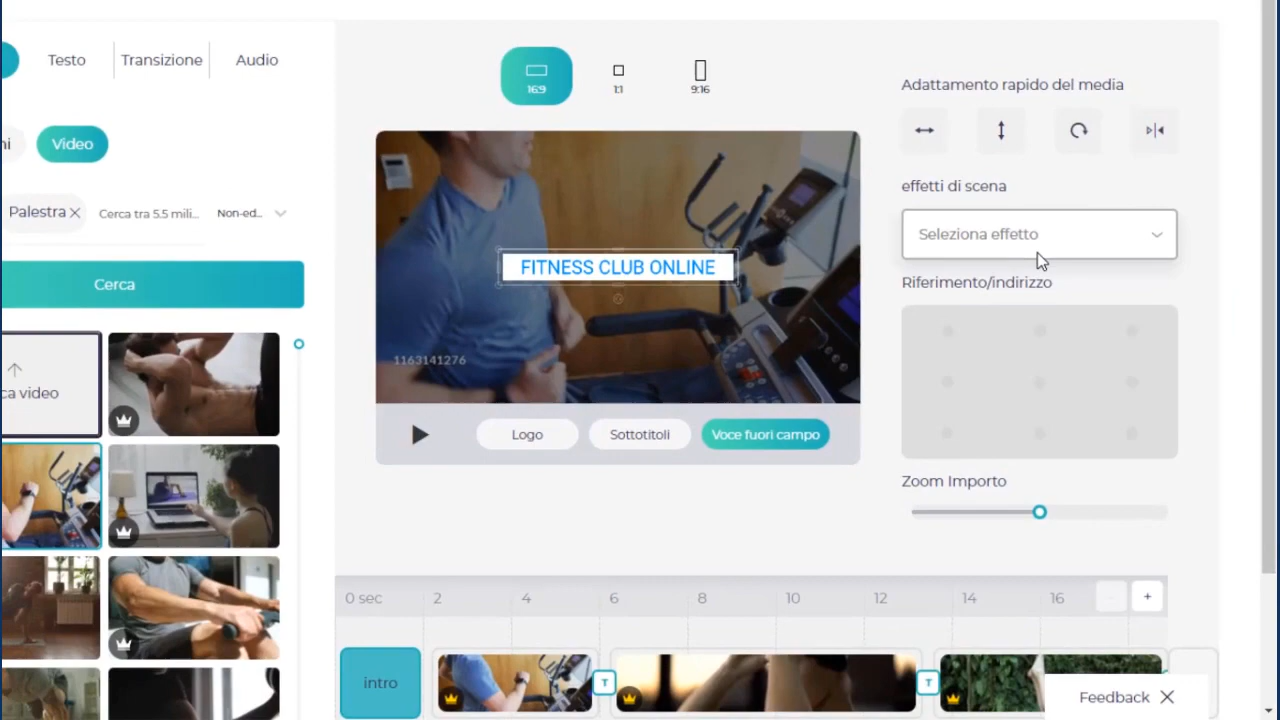 Testo
Transizione
Audio
ni
Video
Palestra
Cerca tra 5.5 mili...
Non-ed...
Cerca
ca video
16:9
1:1
9:16
FITNESS CLUB ONLINE
1163141276
Logo
Sottotitoli
Voce fuori campo
Adattamento rapido del media
effetti di scena
Seleziona effetto
Riferimento/indirizzo
Zoom Importo
0 sec
2
4
6
8
10
12
14
16
- +
intro
T
T
Feedback